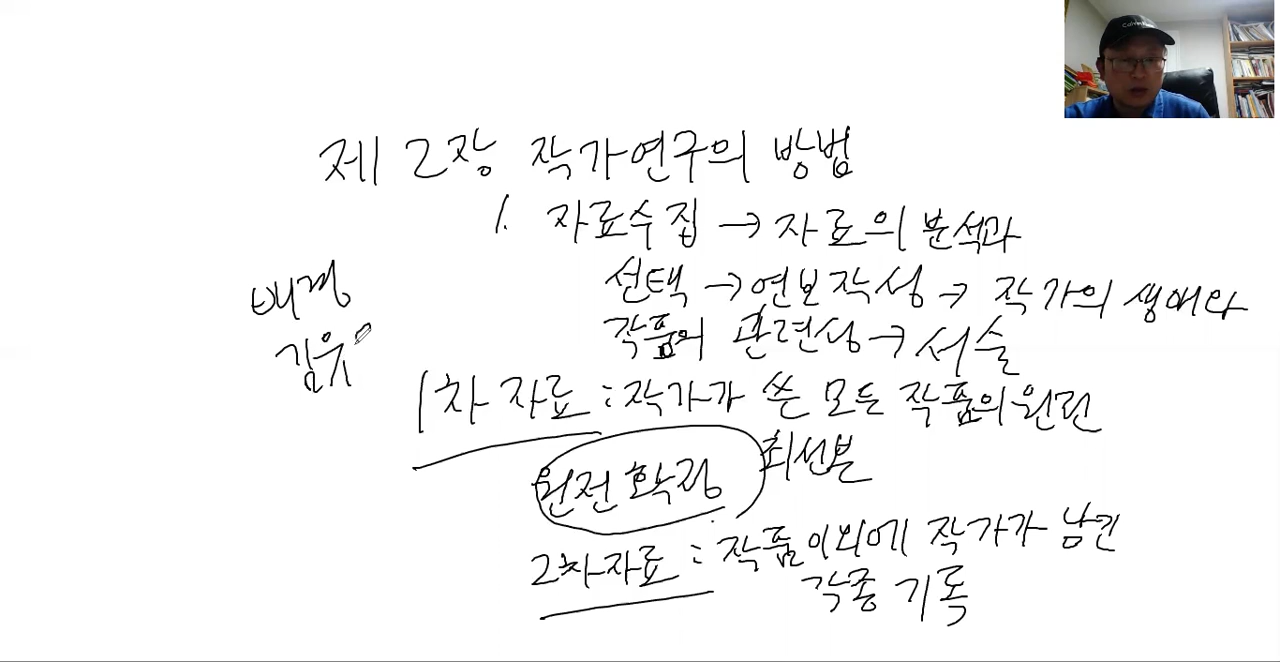 제 2장 작가연구의 방법
1. 자료수집 → 자료의 분석과
선택 → 연보작성 → 작가의 생애와
작품의 관련성 → 서술
배경
김유
1차 자료 : 작가가 쓴 모든 작품의 원전
원전확정 최선본
2차자료 : 작품 이외에 작가가 남긴
각종 기록